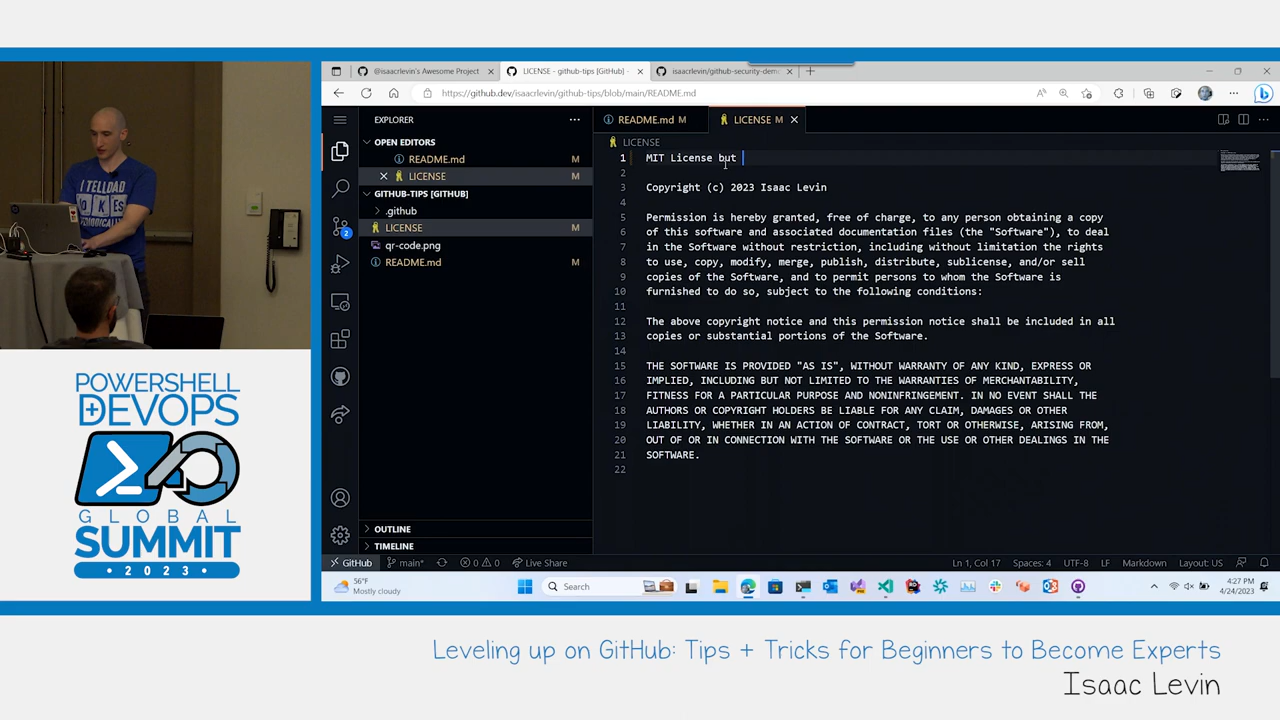 @isaacrlevin's Awesome Project
LICENSE - github-tips [GitHub] -
isaacrlevin/github-security-dem
https://github.dev/isaacrlevin/github-tips/blob/main/README.md
EXPLORER
OPEN EDITORS
README.md M
LICENSE M
GITHUB-TIPS [GITHUB]
.github
LICENSE M
qr-code.png
README.md M
2
README.md M
LICENSE M
LICENSE
1 MIT License but
2
3 Copyright (c) 2023 Isaac Levin
4
5 Permission is hereby granted, free of charge, to any person obtaining a copy
6 of this software and associated documentation files (the "Software"), to deal
7 in the Software without restriction, including without limitation the rights
8 to use, copy, modify, merge, publish, distribute, sublicense, and/or sell
9 copies of the Software, and to permit persons to whom the Software is
10 furnished to do so, subject to the following conditions:
11
12 The above copyright notice and this permission notice shall be included in all
13 copies or substantial portions of the Software.
14
15 THE SOFTWARE IS PROVIDED "AS IS", WITHOUT WARRANTY OF ANY KIND, EXPRESS OR
16 IMPLIED, INCLUDING BUT NOT LIMITED TO THE WARRANTIES OF MERCHANTABILITY,
17 FITNESS FOR A PARTICULAR PURPOSE AND NONINFRINGEMENT. IN NO EVENT SHALL THE
18 AUTHORS OR COPYRIGHT HOLDERS BE LIABLE FOR ANY CLAIM, DAMAGES OR OTHER
19 LIABILITY, WHETHER IN AN ACTION OF CONTRACT, TORT OR OTHERWISE, ARISING FROM,
20 OUT OF OR IN CONNECTION WITH THE SOFTWARE OR THE USE OR OTHER DEALINGS IN THE
21 SOFTWARE.
22
OUTLINE
TIMELINE
GitHub main* 0 0 Live Share Ln 1, Col 17 Spaces: 4 UTF-8 LF Markdown Layout: US
56°F
Mostly cloudy
Search
4:27 PM
4/24/2023
I TELLOAD
JOKES
PERIODICALLY
POWERSHELL
+DEVOPS
GLOBAL
SUMMIT
• 2023 •
Leveling up on GitHub: Tips + Tricks for Beginners to Become Experts
Isaac Levin